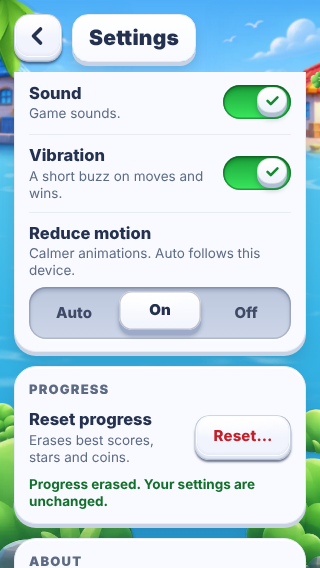 Settings
Sound
Game sounds.
Vibration
A short buzz on moves and
wins.
Reduce motion
Calmer animations. Auto follows this
device.
Auto On Off
PROGRESS
Reset progress
Erases best scores,
stars and coins.
Reset...
Progress erased. Your settings are
unchanged.
ABOUT